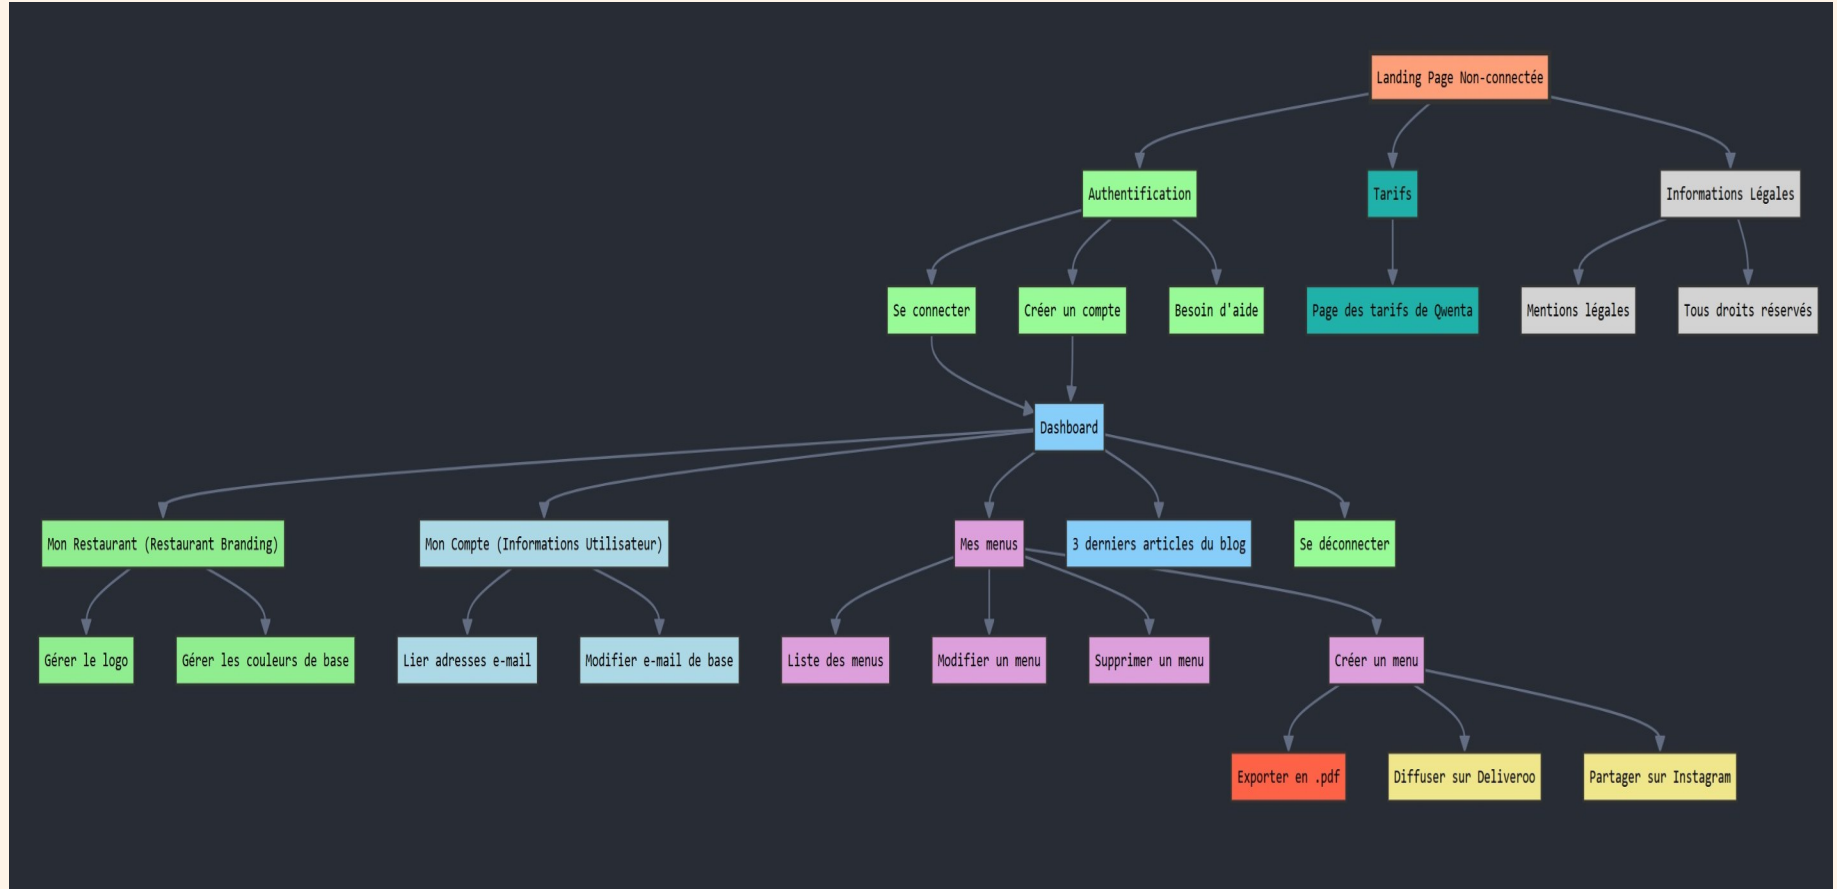 Landing Page Non-connectée
Authentification
Tarifs
Informations Légales
Se connecter
Créer un compte
Besoin d'aide
Page des tarifs de Qwenta
Mentions légales
Tous droits réservés
Dashboard
Mon Restaurant (Restaurant Branding)
Mon Compte (Informations Utilisateur)
Mes menus
3 derniers articles du blog
Se déconnecter
Gérer le logo
Gérer les couleurs de base
Lier adresses e-mail
Modifier e-mail de base
Liste des menus
Modifier un menu
Supprimer un menu
Créer un menu
Exporter en .pdf
Diffuser sur Deliveroo
Partager sur Instagram